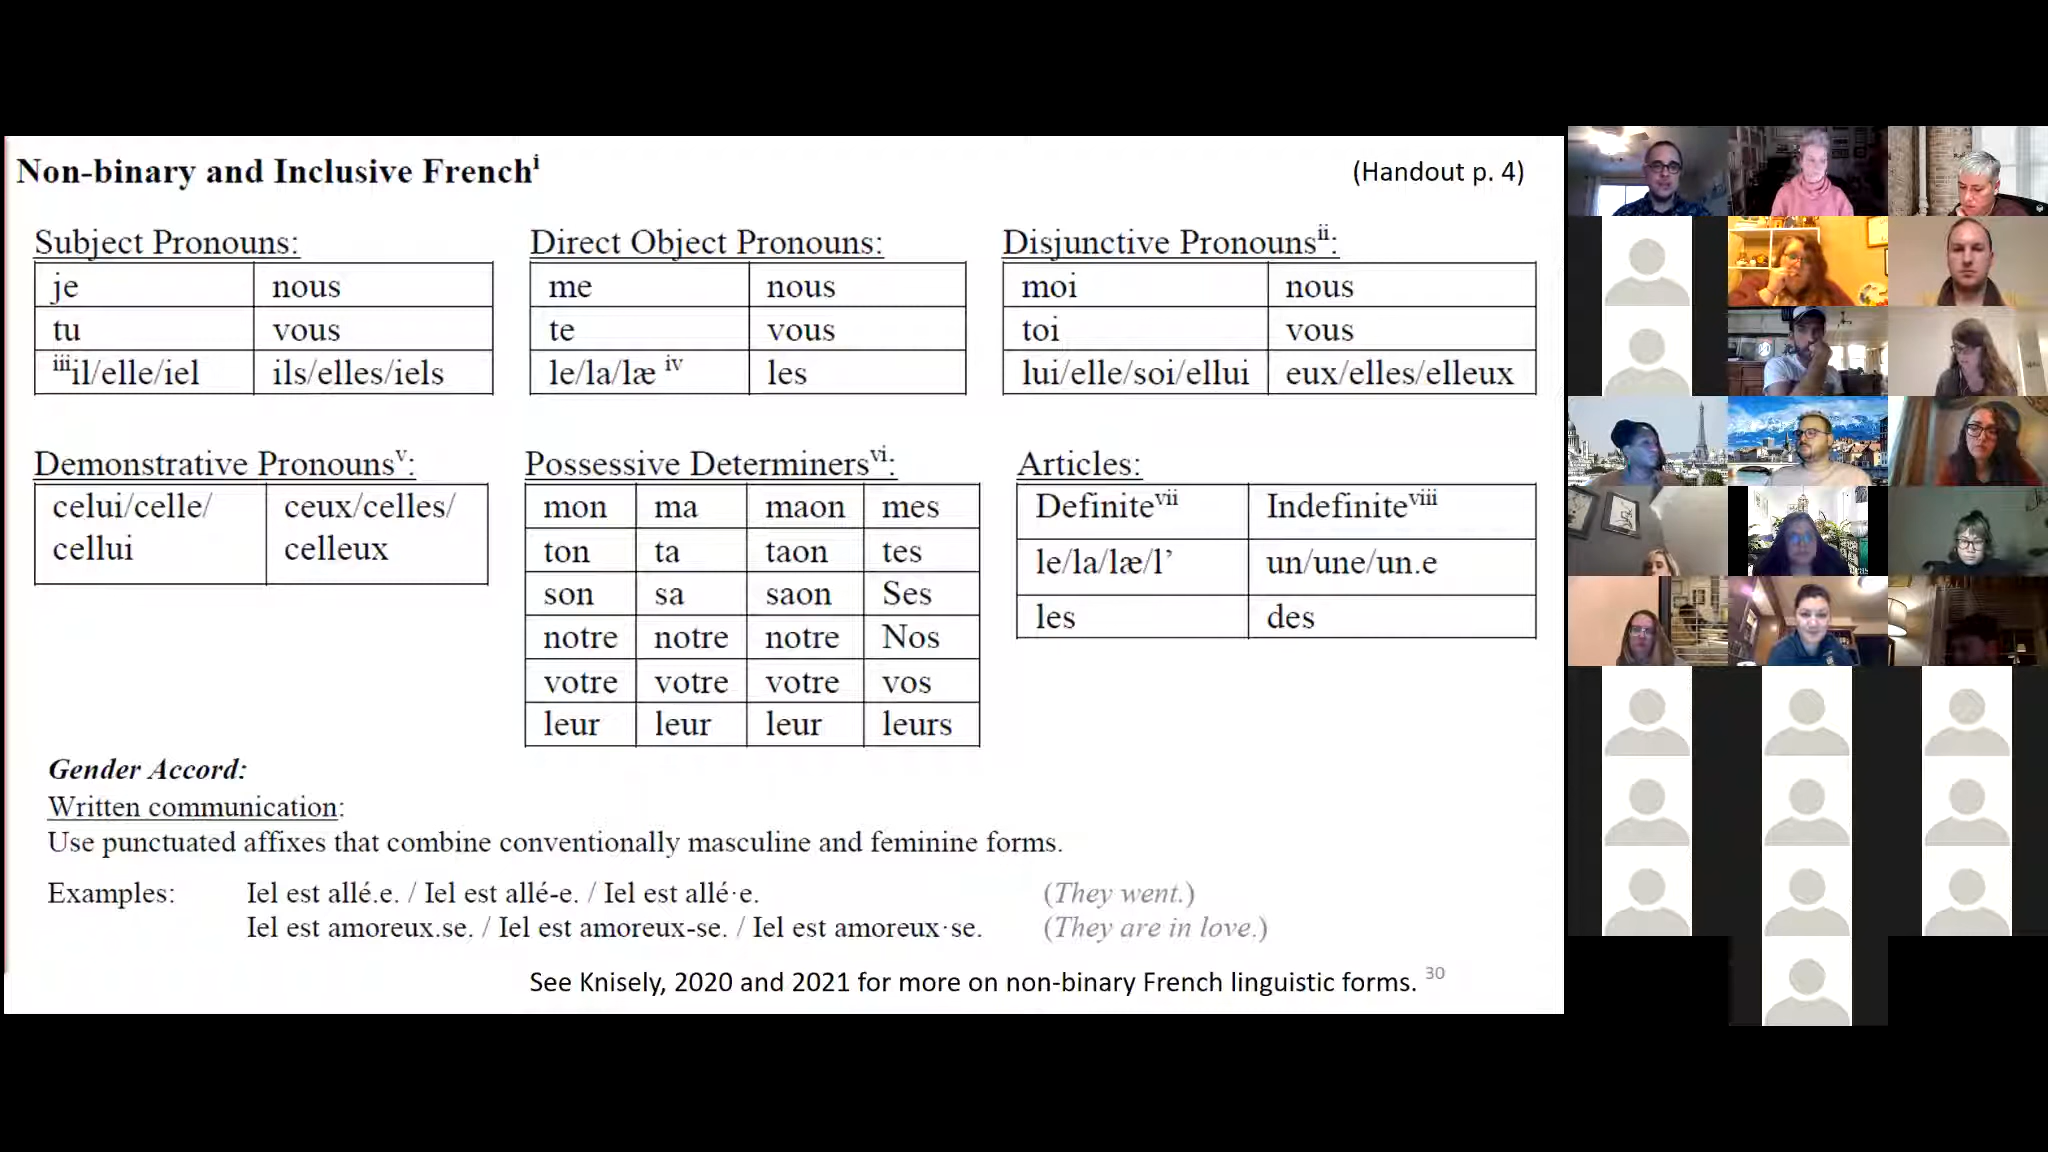 Non-binary and Inclusive Frenchⁱ
(Handout p. 4)
Subject Pronouns:
je nous
tu vous
ⁱⁱⁱil/elle/iel ils/elles/iels
Direct Object Pronouns:
me nous
te vous
le/la/læ ⁱᵛ les
Disjunctive Pronounsⁱⁱ:
moi nous
toi vous
lui/elle/soi/ellui eux/elles/elleux
Demonstrative Pronounsᵛ:
celui/celle/ ceux/celles/
cellui celleux
Possessive Determinersᵛⁱ:
mon ma maon mes
ton ta taon tes
son sa saon Ses
notre notre notre Nos
votre votre votre vos
leur leur leur leurs
Articles:
Definiteᵛⁱⁱ Indefiniteᵛⁱⁱⁱ
le/la/læ/l’ un/une/un.e
les des
Gender Accord:
Written communication:
Use punctuated affixes that combine conventionally masculine and feminine forms.
Examples: Iel est allé.e. / Iel est allé-e. / Iel est allé·e. (They went.)
Iel est amoreux.se. / Iel est amoreux-se. / Iel est amoreux·se. (They are in love.)
See Knisely, 2020 and 2021 for more on non-binary French linguistic forms. 30